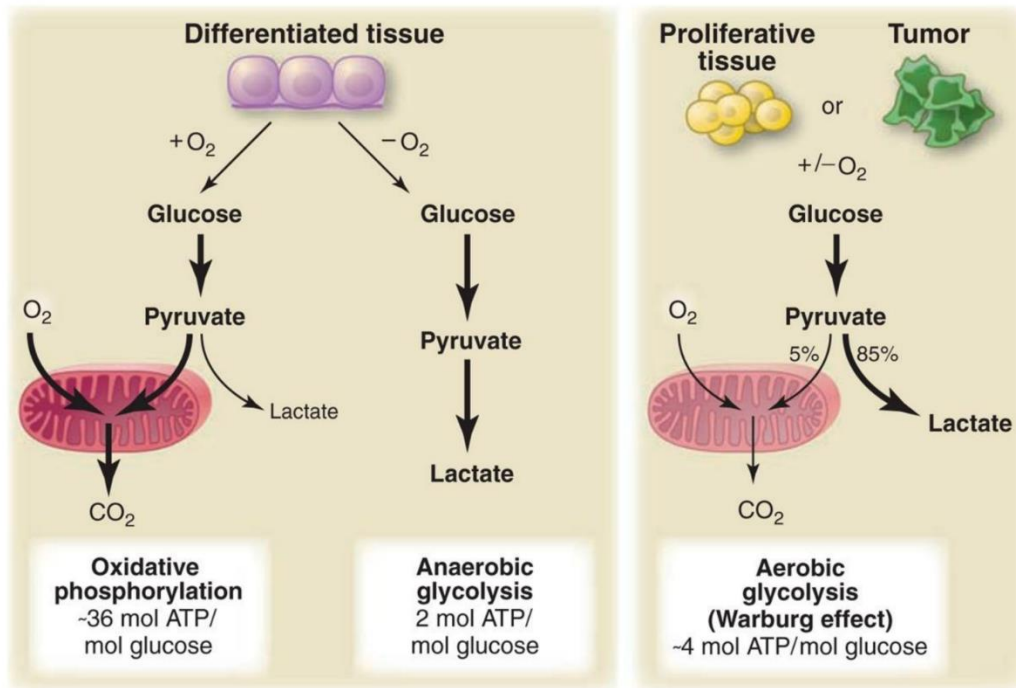 Differentiated tissue
+O2
−O2
Glucose
Glucose
O2
Pyruvate
Pyruvate
Lactate
Lactate
CO2
Oxidative
phosphorylation
~36 mol ATP/
mol glucose
Anaerobic
glycolysis
2 mol ATP/
mol glucose
Proliferative
tissue
or
Tumor
+/−O2
Glucose
O2
Pyruvate
5%
85%
Lactate
CO2
Aerobic
glycolysis
(Warburg effect)
~4 mol ATP/mol glucose